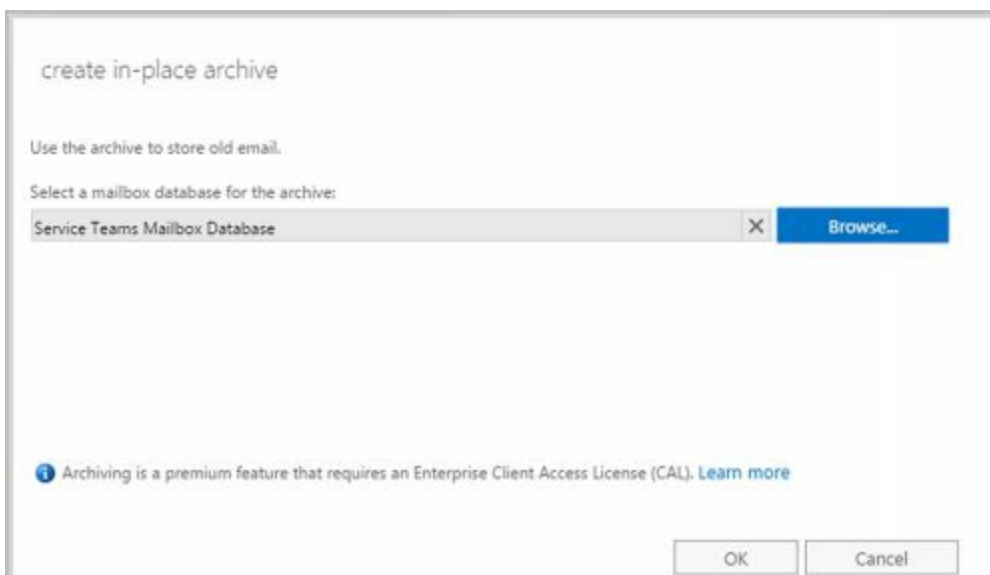 create in-place archive
Use the archive to store old email.
Select a mailbox database for the archive:
Service Teams Mailbox Database
Browse...
Archiving is a premium feature that requires an Enterprise Client Access License (CAL). Learn more
OK
Cancel